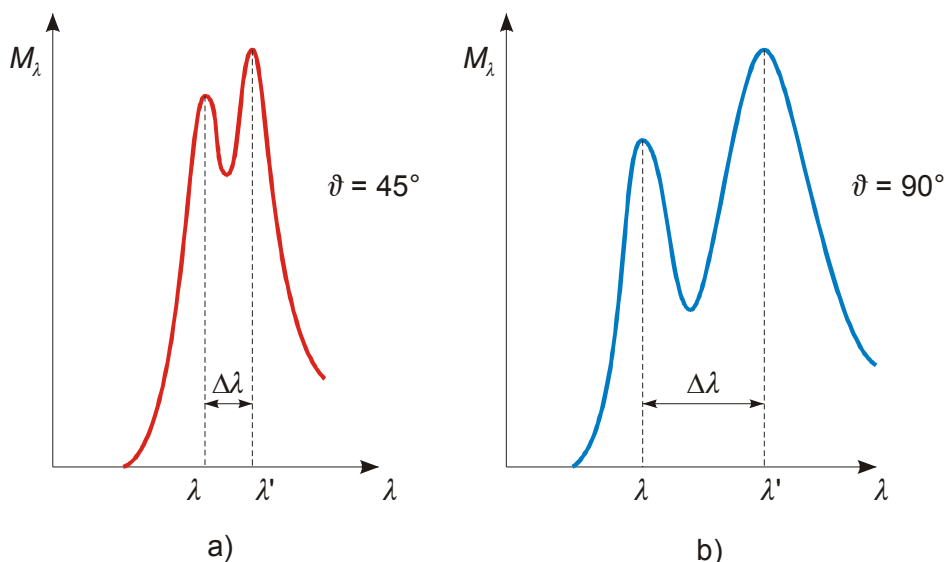 M_λ
ϑ = 45°
Δλ
λ λ' λ
a)
M_λ
ϑ = 90°
Δλ
λ λ' λ
b)